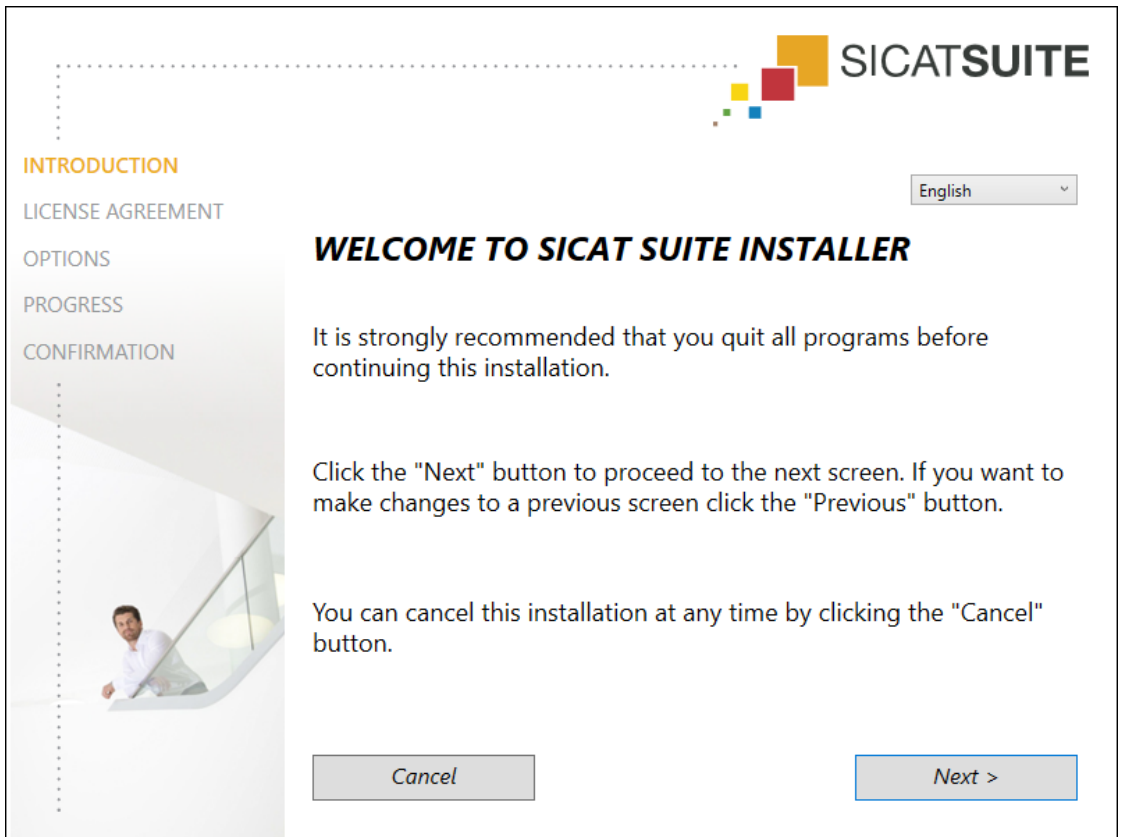 SICATSUITE
INTRODUCTION
LICENSE AGREEMENT
OPTIONS
PROGRESS
CONFIRMATION
English
WELCOME TO SICAT SUITE INSTALLER
It is strongly recommended that you quit all programs before
continuing this installation.
Click the "Next" button to proceed to the next screen. If you want to
make changes to a previous screen click the "Previous" button.
You can cancel this installation at any time by clicking the "Cancel"
button.
Cancel
Next >